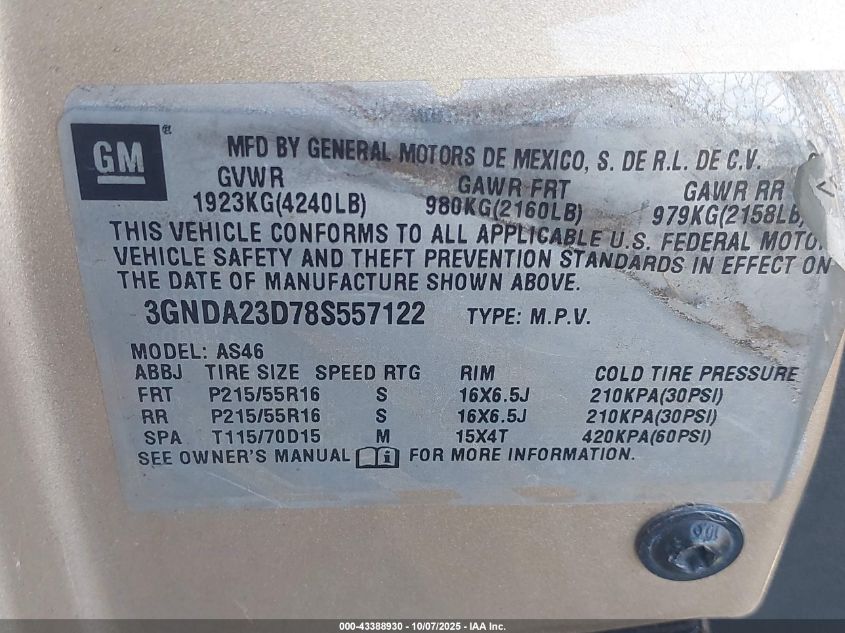 GM
MFD BY GENERAL MOTORS DE MEXICO, S. DE R.L. DE C.V.
GVWR GAWR FRT GAWR RR
1923KG(4240LB) 980KG(2160LB) 979KG(2158LB)
THIS VEHICLE CONFORMS TO ALL APPLICABLE U.S. FEDERAL MOTO
VEHICLE SAFETY AND THEFT PREVENTION STANDARDS IN EFFECT ON
THE DATE OF MANUFACTURE SHOWN ABOVE.
3GNDA23D78S557122 TYPE: M.P.V.
MODEL: AS46
ABBJ TIRE SIZE SPEED RTG RIM COLD TIRE PRESSURE
FRT P215/55R16 S 16X6.5J 210KPA(30PSI)
RR P215/55R16 S 16X6.5J 210KPA(30PSI)
SPA T115/70D15 M 15X4T 420KPA(60PSI)
SEE OWNER'S MANUAL FOR MORE INFORMATION.
000-43388930 - 10/07/2025 - IAA Inc.